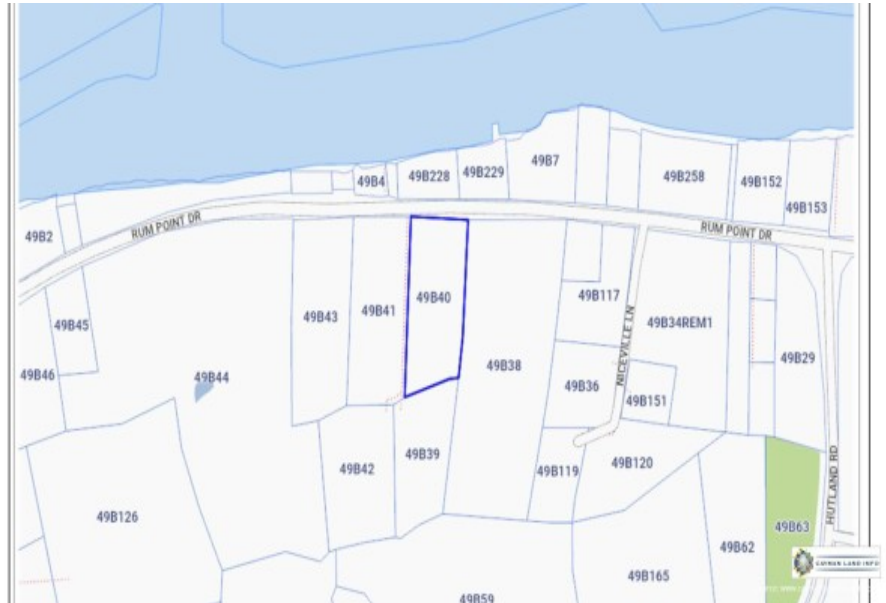 49B4
49B228
49B229
49B7
49B258
49B152
49B153
49B2
RUM POINT DR
RUM POINT DR
49B45
49B46
49B44
49B43
49B41
49B40
49B38
49B117
49B34REM1
NICEVILLE LN
49B29
49B36
49B151
49B42
49B39
49B119
49B120
HUTLAND RD
49B126
49B63
49B62
49B165
49B59
CAYMAN LAND INFO